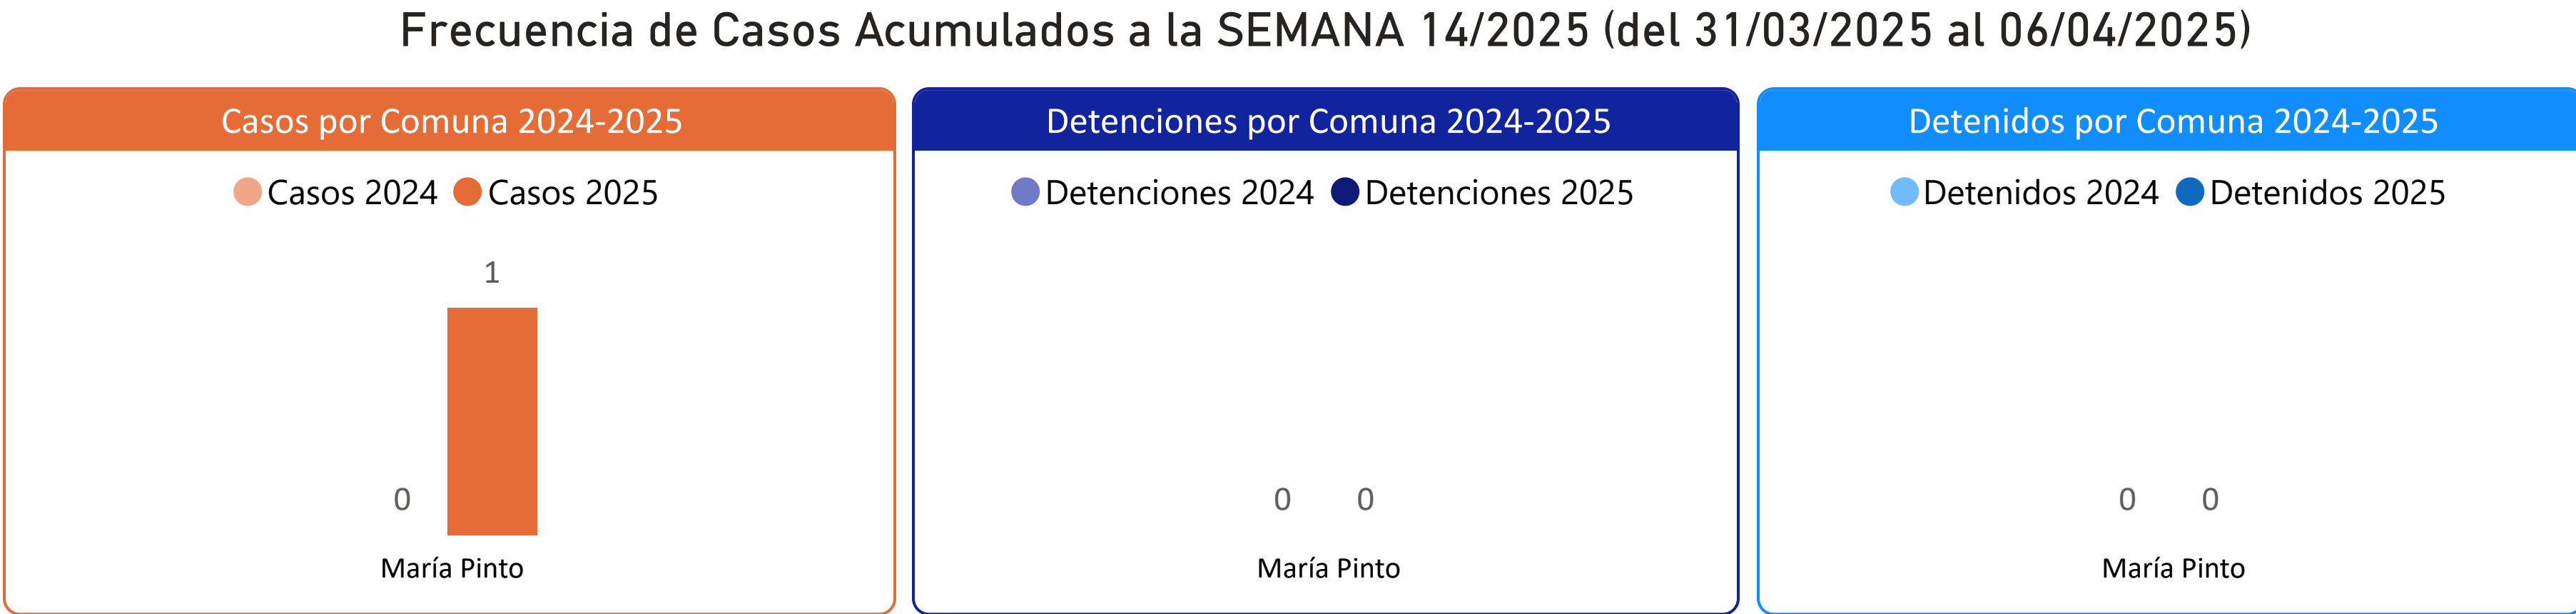 Frecuencia de Casos Acumulados a la SEMANA 14/2025 (del 31/03/2025 al 06/04/2025)
Casos por Comuna 2024-2025
Casos 2024 Casos 2025
1
0
María Pinto
Detenciones por Comuna 2024-2025
Detenciones 2024 Detenciones 2025
0 0
María Pinto
Detenidos por Comuna 2024-2025
Detenidos 2024 Detenidos 2025
0 0
María Pinto